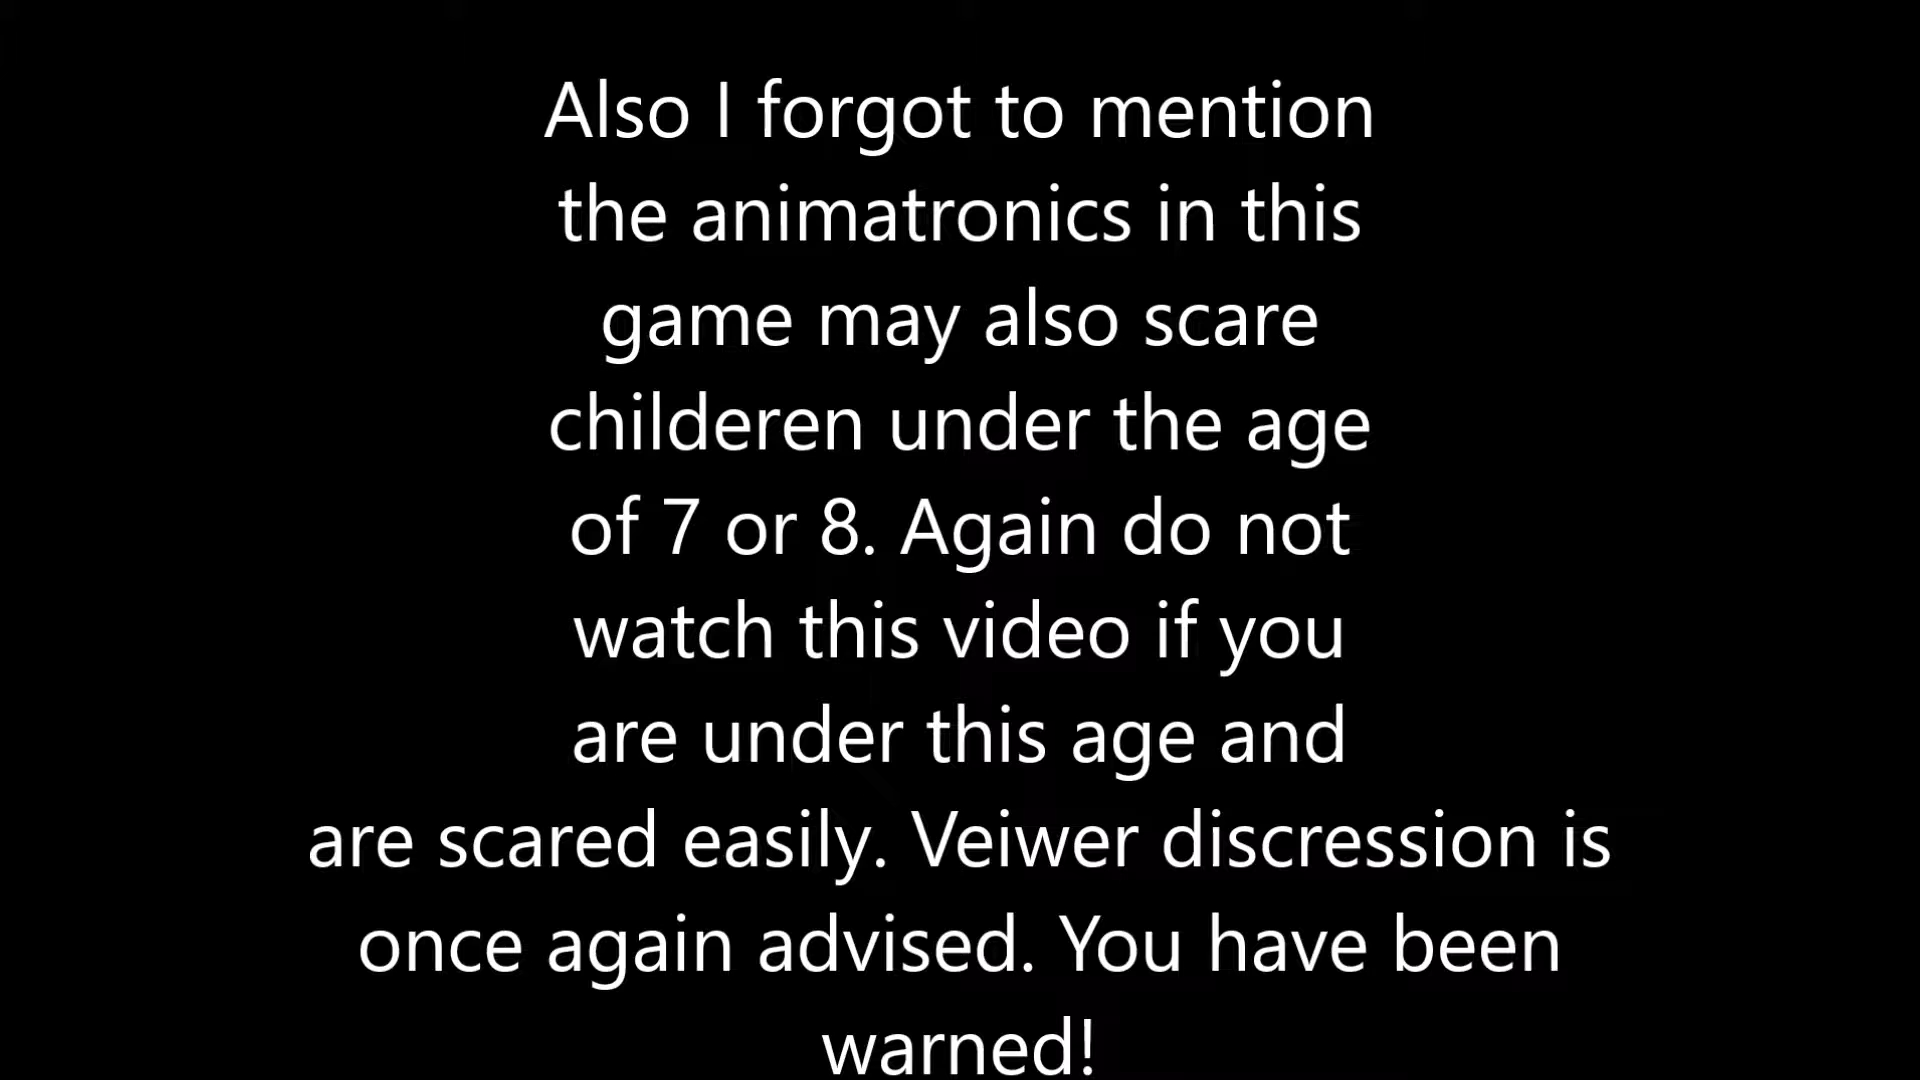 Also I forgot to mention
the animatronics in this
game may also scare
childeren under the age
of 7 or 8. Again do not
watch this video if you
are under this age and
are scared easily. Veiwer discression is
once again advised. You have been
warned!